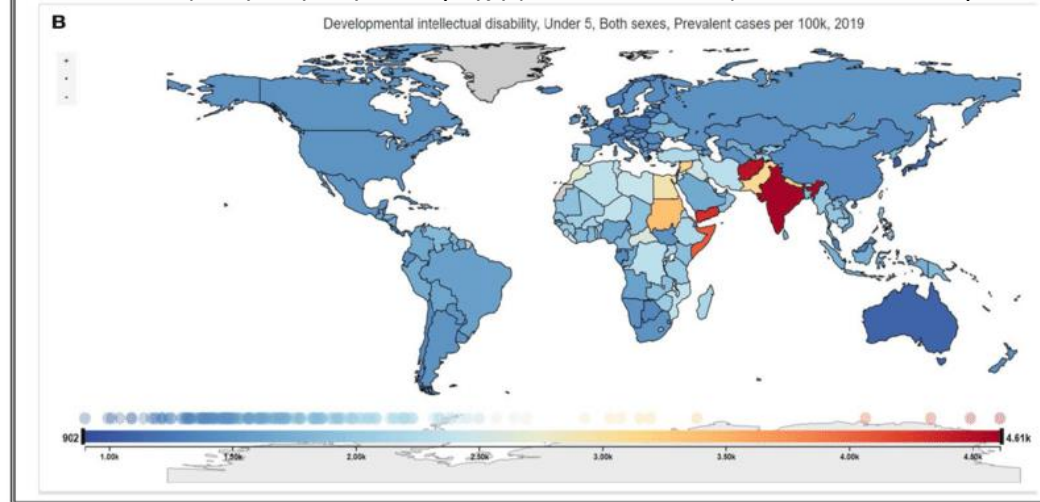 B
Developmental intellectual disability, Under 5, Both sexes, Prevalent cases per 100k, 2019
902
4.61k
1.00k 1.50k 2.00k 2.50k 3.00k 3.50k 4.00k 4.50k